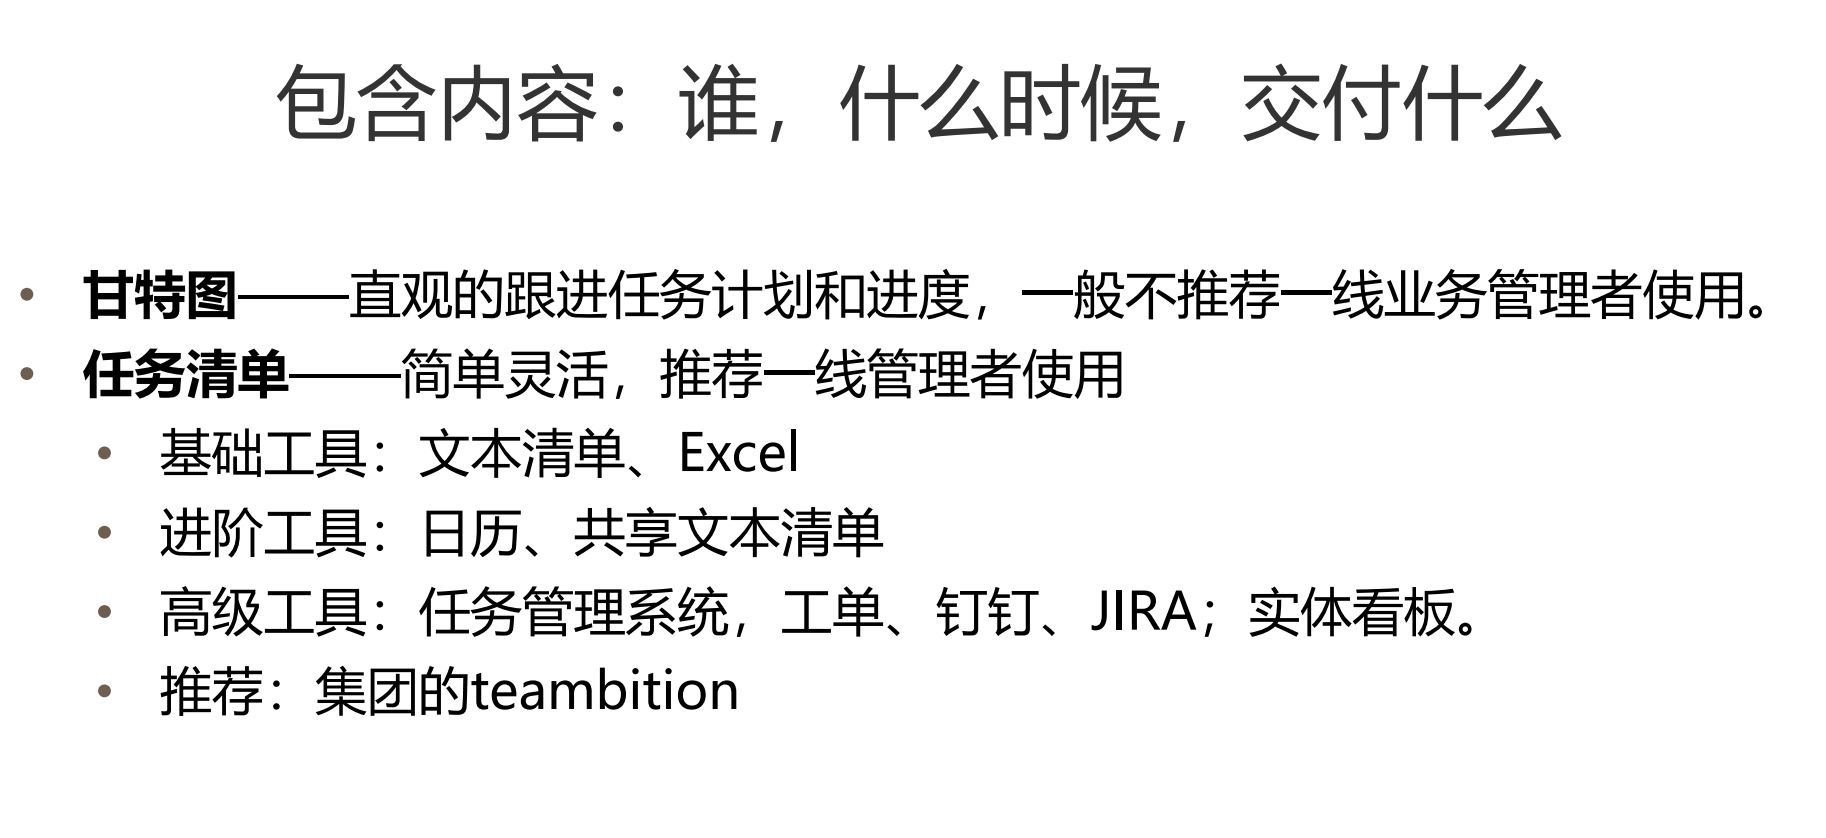 包含内容：谁，什么时候，交付什么
• 甘特图——直观的跟进任务计划和进度，一般不推荐一线业务管理者使用。
• 任务清单——简单灵活，推荐一线管理者使用
• 基础工具：文本清单、Excel
• 进阶工具：日历、共享文本清单
• 高级工具：任务管理系统，工单、钉钉、JIRA；实体看板。
• 推荐：集团的teambition